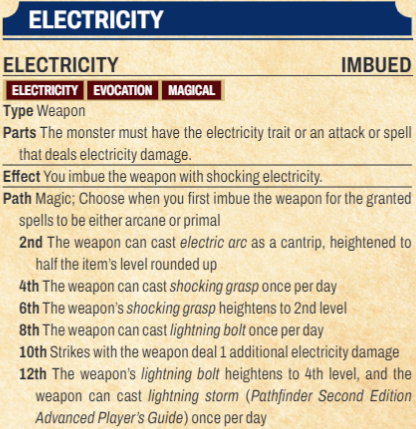 ELECTRICITY
ELECTRICITY IMBUED
ELECTRICITY EVOCATION MAGICAL
Type Weapon
Parts The monster must have the electricity trait or an attack or spell
that deals electricity damage.
Effect You imbue the weapon with shocking electricity.
Path Magic; Choose when you first imbue the weapon for the granted
spells to be either arcane or primal
2nd The weapon can cast electric arc as a cantrip, heightened to
half the item's level rounded up
4th The weapon can cast shocking grasp once per day
6th The weapon's shocking grasp heightens to 2nd level
8th The weapon can cast lightning bolt once per day
10th Strikes with the weapon deal 1 additional electricity damage
12th The weapon's lightning bolt heightens to 4th level, and the
weapon can cast lightning storm (Pathfinder Second Edition
Advanced Player's Guide) once per day